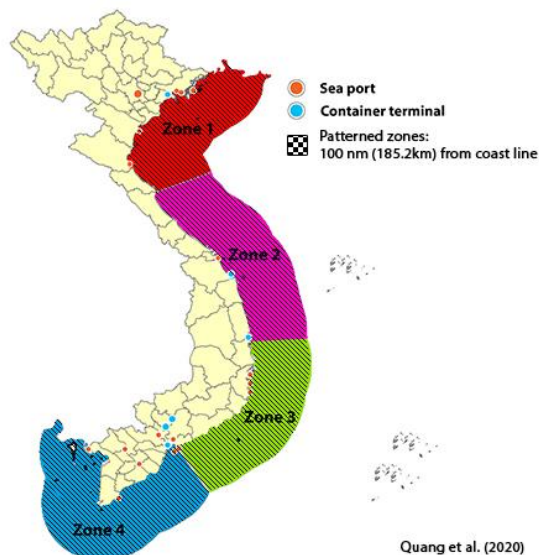 Sea port
Container terminal
Patterned zones:
100 nm (185.2km) from coast line
Zone 1
Zone 2
Zone 3
Zone 4
Quang et al. (2020)